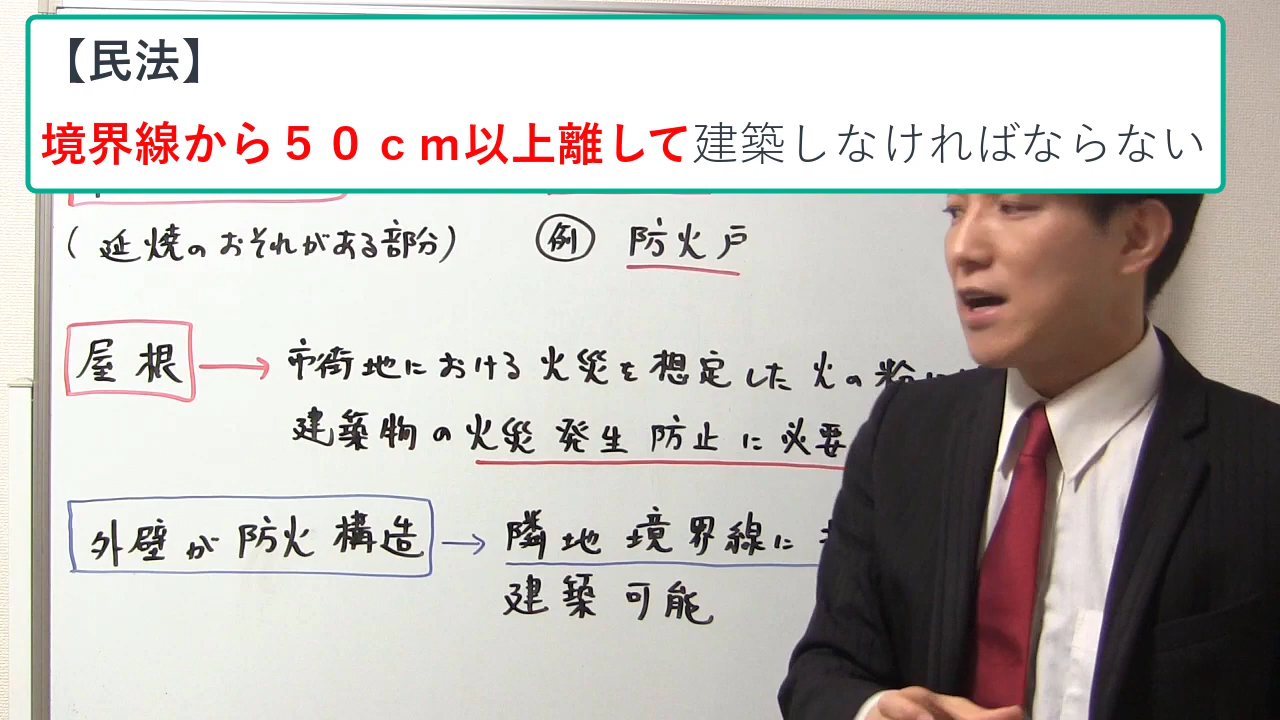 【民法】
境界線から５０ｃｍ以上離して建築しなければならない
(延焼のおそれがある部分)
例 防火戸
屋根 → 市街地における火災を想定した火の粉に
建築物の火災発生防止に必要
外壁が防火構造 → 隣地境界線に
建築可能